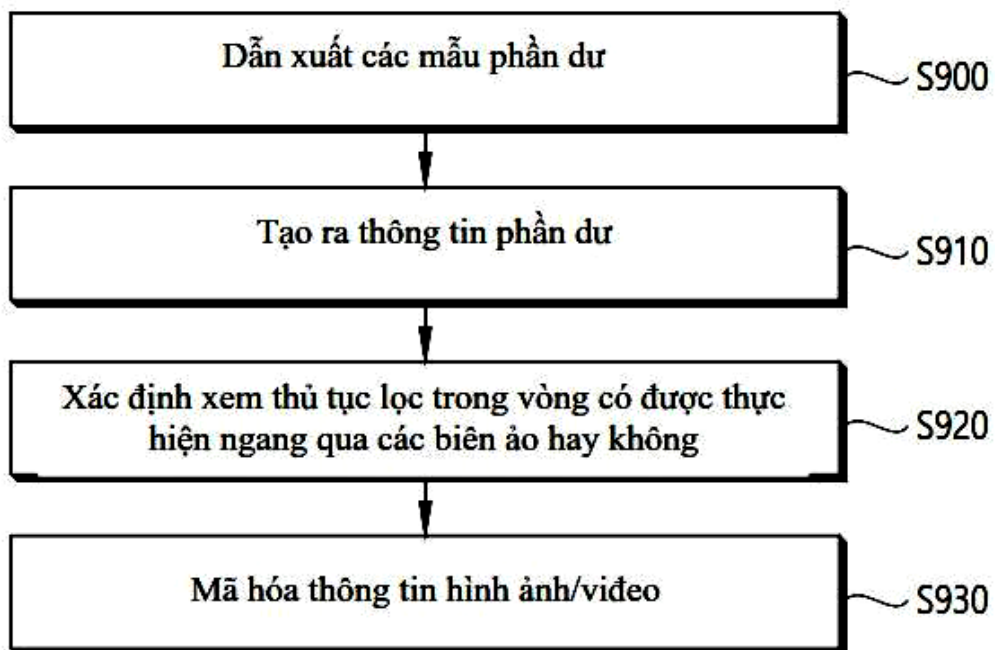 Dẫn xuất các mẫu phần dư
S900
Tạo ra thông tin phần dư
S910
Xác định xem thủ tục lọc trong vòng có được thực
hiện ngang qua các biên ảo hay không
S920
Mã hóa thông tin hình ảnh/viđeo
S930